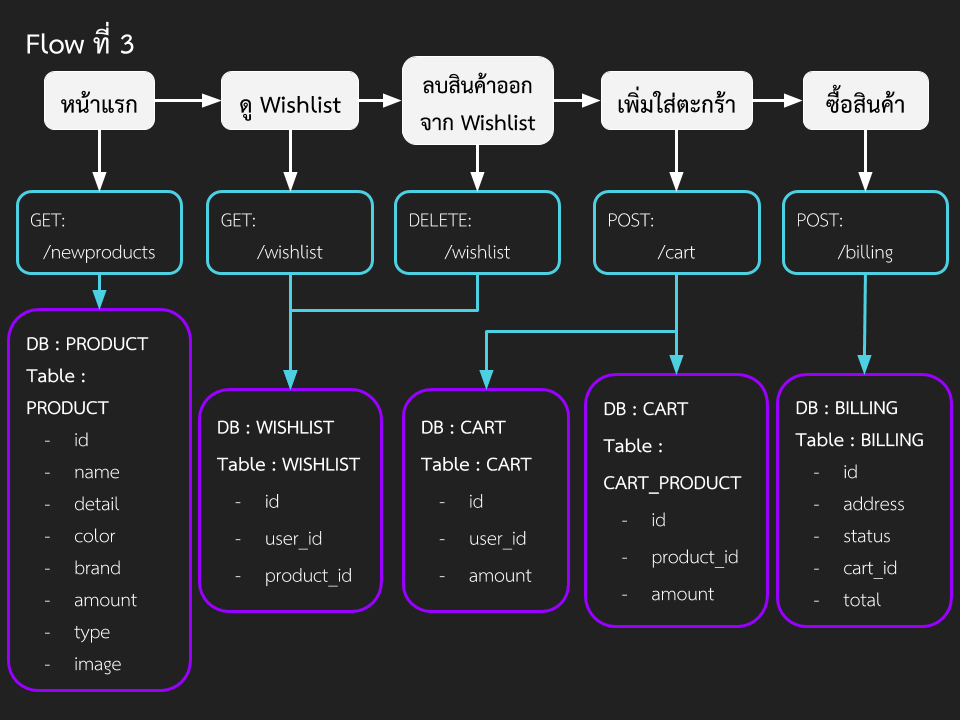 Flow ที่ 3
หน้าแรก
ดู Wishlist
ลบสินค้าออก
จาก Wishlist
เพิ่มใส่ตะกร้า
ซื้อสินค้า
GET:
/newproducts
GET:
/wishlist
DELETE:
/wishlist
POST:
/cart
POST:
/billing
DB : PRODUCT
Table :
PRODUCT
- id
- name
- detail
- color
- brand
- amount
- type
- image
DB : WISHLIST
Table : WISHLIST
- id
- user_id
- product_id
DB : CART
Table : CART
- id
- user_id
- amount
DB : CART
Table :
CART_PRODUCT
- id
- product_id
- amount
DB : BILLING
Table : BILLING
- id
- address
- status
- cart_id
- total